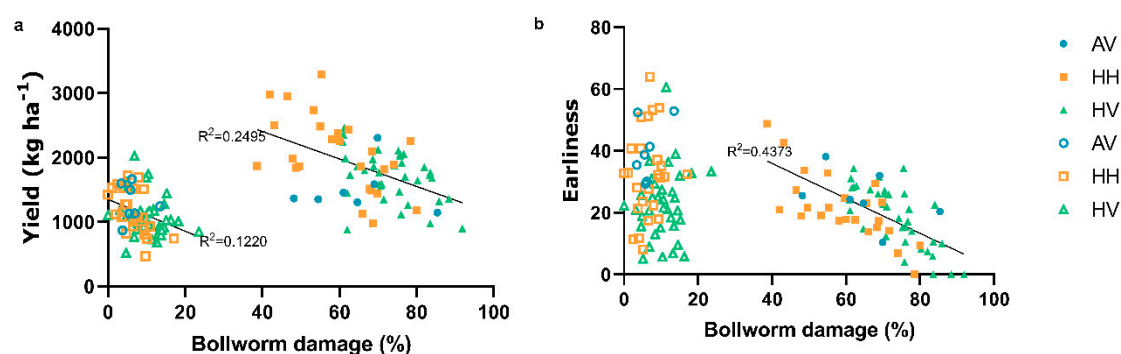 a
Yield (kg ha⁻¹)
4000
3000
2000
1000
0
R²=0.2495
R²=0.1220
0 20 40 60 80 100
Bollworm damage (%)
b
Earliness
80
60
40
20
0
R²=0.4373
0 20 40 60 80 100
Bollworm damage (%)
AV
HH
HV
AV
HH
HV